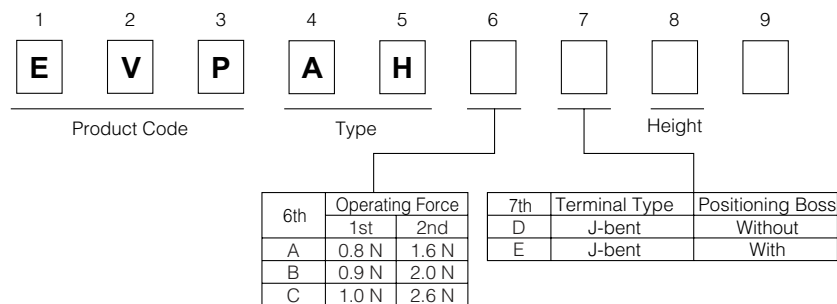 1 2 3 4 5 6 7 8 9
E V P A H
Product Code Type Height
6th Operating Force
1st 2nd
A 0.8 N 1.6 N
B 0.9 N 2.0 N
C 1.0 N 2.6 N
7th Terminal Type Positioning Boss
D J-bent Without
E J-bent With